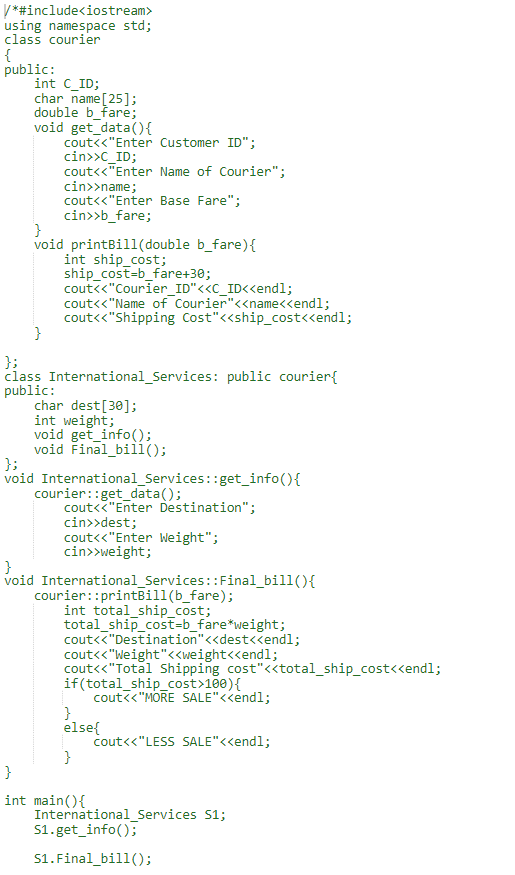 /*#include<iostream>
using namespace std;
class courier
{
public:
    int C_ID;
    char name[25];
    double b_fare;
    void get_data(){
        cout<<"Enter Customer ID";
        cin>>C_ID;
        cout<<"Enter Name of Courier";
        cin>>name;
        cout<<"Enter Base Fare";
        cin>>b_fare;
    }
    void printBill(double b_fare){
        int ship_cost;
        ship_cost=b_fare+30;
        cout<<"Courier_ID"<<C_ID<<endl;
        cout<<"Name of Courier"<<name<<endl;
        cout<<"Shipping Cost"<<ship_cost<<endl;
    }

};
class International_Services: public courier{
public:
    char dest[30];
    int weight;
    void get_info();
    void Final_bill();
};
void International_Services::get_info(){
    courier::get_data();
        cout<<"Enter Destination";
        cin>>dest;
        cout<<"Enter Weight";
        cin>>weight;
}
void International_Services::Final_bill(){
    courier::printBill(b_fare);
        int total_ship_cost;
        total_ship_cost=b_fare*weight;
        cout<<"Destination"<<dest<<endl;
        cout<<"Weight"<<weight<<endl;
        cout<<"Total Shipping cost"<<total_ship_cost<<endl;
        if(total_ship_cost>100){
            cout<<"MORE SALE"<<endl;
        }
        else{
            cout<<"LESS SALE"<<endl;
        }
}

int main(){
    International_Services S1;
    S1.get_info();

    S1.Final_bill();